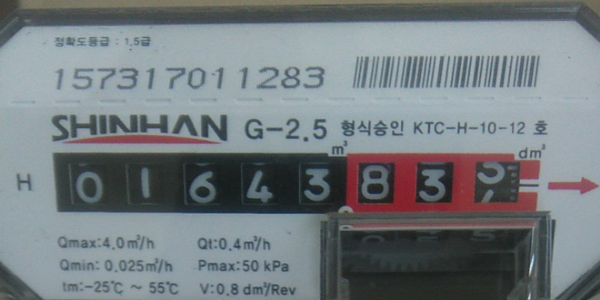 정확도등급 : 1.5급
157317011283
SHINHAN G-2.5 형식승인 KTC-H-10-12 호
m³ dm³
H 0 1 6 4 3 8 3
Qmax:4.0m³/h Qt:0.4m³/h
Qmin: 0.025m³/h Pmax:50 kPa
tm:-25℃ ~ 55℃ V:0.8 dm³/Rev